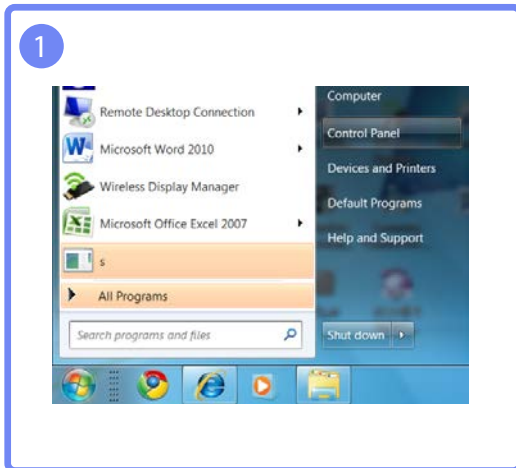 1
Remote Desktop Connection
Microsoft Word 2010
Wireless Display Manager
Microsoft Office Excel 2007
s
All Programs
Search programs and files
Computer
Control Panel
Devices and Printers
Default Programs
Help and Support
Shut down